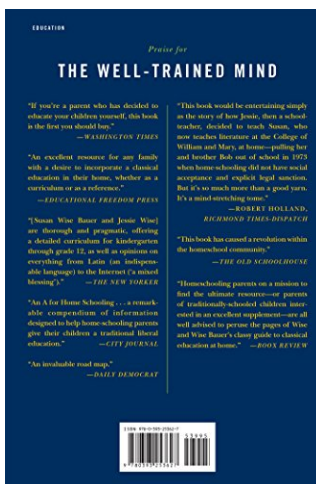 EDUCATION
Praise for
THE WELL-TRAINED MIND
"If you're a parent who has decided to
educate your children yourself, this book
is the first you should buy."
—WASHINGTON TIMES
"An excellent resource for any family
with a desire to incorporate a classical
education in their home, whether as a
curriculum or as a reference."
—EDUCATIONAL FREEDOM PRESS
"[Susan Wise Bauer and Jessie Wise]
are thorough and pragmatic, offering
a detailed curriculum for kindergarten
through grade 12, as well as opinions on
everything from Latin (an indispens-
able language) to the Internet ('a mixed
blessing')." —THE NEW YORKER
"An A for Home Schooling . . . a remark-
able compendium of information
designed to help home-schooling parents
give their children a traditional liberal
education." —CITY JOURNAL
"An invaluable road map."
—DAILY DEMOCRAT
"This book would be entertaining simply
as the story of how Jessie, then a school-
teacher, decided to teach Susan, who
now teaches literature at the College of
William and Mary, at home—pulling her
and brother Bob out of school in 1973
when home-schooling did not have social
acceptance and explicit legal sanction.
But it's so much more than a good yarn.
It's a mind-stretching tome."
—ROBERT HOLLAND,
RICHMOND TIMES-DISPATCH
"This book has caused a revolution within
the homeschool community."
—THE OLD SCHOOLHOUSE
"Homeschooling parents on a mission to
find the ultimate resource—or parents
of traditionally-schooled children inter-
ested in an excellent supplement—are all
well advised to peruse the pages of Wise
and Wise Bauer's classy guide to classical
education at home." —BOOX REVIEW
53995